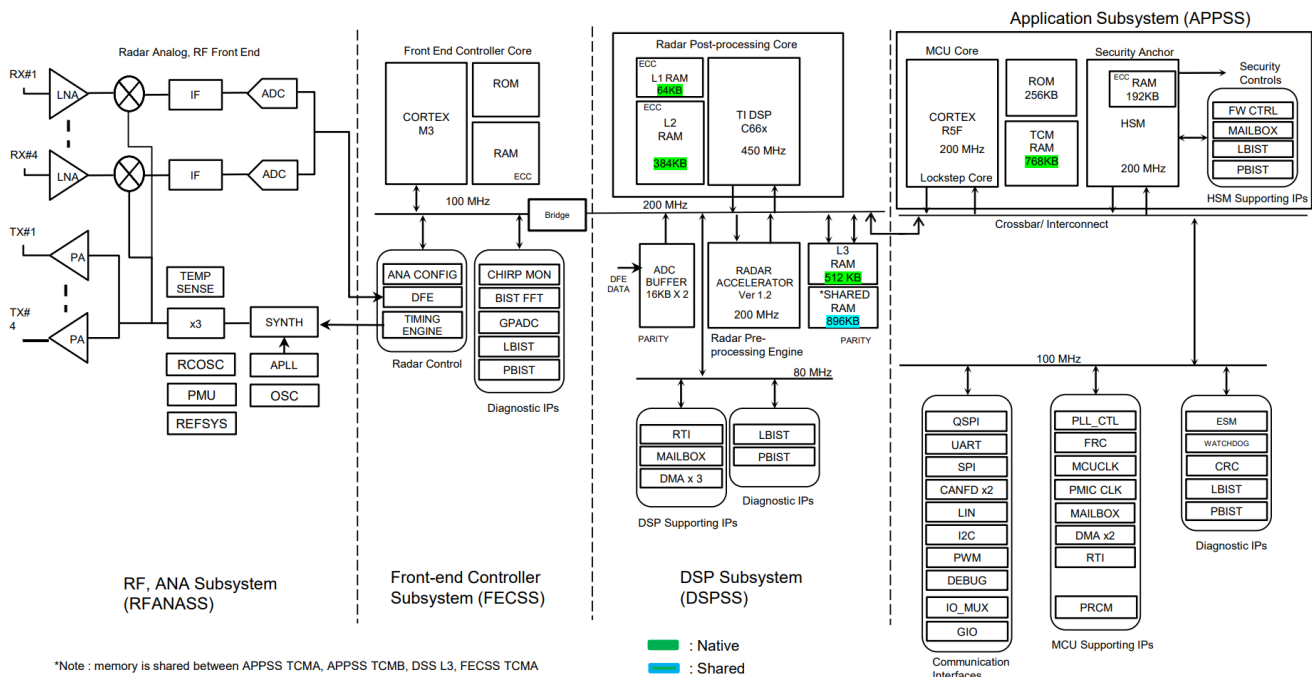 Application Subsystem (APPSS)
Radar Analog, RF Front End
RX#1
LNA
IF
ADC
RX#4
LNA
IF
ADC
TX#1
PA
TX#
4
PA
TEMP
SENSE
x3
SYNTH
RCOSC
APLL
PMU
OSC
REFSYS
RF, ANA Subsystem
(RFANASS)
Front End Controller Core
CORTEX
M3
ROM
RAM
ECC
100 MHz
Bridge
ANA CONFIG
DFE
TIMING
ENGINE
Radar Control
CHIRP MON
BIST FFT
GPADC
LBIST
PBIST
Diagnostic IPs
Front-end Controller
Subsystem (FECSS)
Radar Post-processing Core
ECC
L1 RAM
64KB
ECC
L2
RAM
384KB
TI DSP
C66x
450 MHz
200 MHz
DFE
DATA
ADC
BUFFER
16KB X 2
PARITY
RADAR
ACCELERATOR
Ver 1.2
200 MHz
Radar Pre-
processing Engine
L3
RAM
512 KB
*SHARED
RAM
896KB
PARITY
80 MHz
RTI
MAILBOX
DMA x 3
DSP Supporting IPs
LBIST
PBIST
Diagnostic IPs
DSP Subsystem
(DSPSS)
MCU Core
CORTEX
R5F
200 MHz
Lockstep Core
ROM
256KB
TCM
RAM
768KB
Security Anchor
ECC
RAM
192KB
HSM
200 MHz
Security
Controls
FW CTRL
MAILBOX
LBIST
PBIST
HSM Supporting IPs
Crossbar/ Interconnect
100 MHz
QSPI
UART
SPI
CANFD x2
LIN
I2C
PWM
DEBUG
IO_MUX
GIO
Communication
Interfaces
PLL_CTL
FRC
MCUCLK
PMIC CLK
MAILBOX
DMA x2
RTI
PRCM
MCU Supporting IPs
ESM
WATCHDOG
CRC
LBIST
PBIST
Diagnostic IPs
: Native
: Shared
*Note : memory is shared between APPSS TCMA, APPSS TCMB, DSS L3, FECSS TCMA